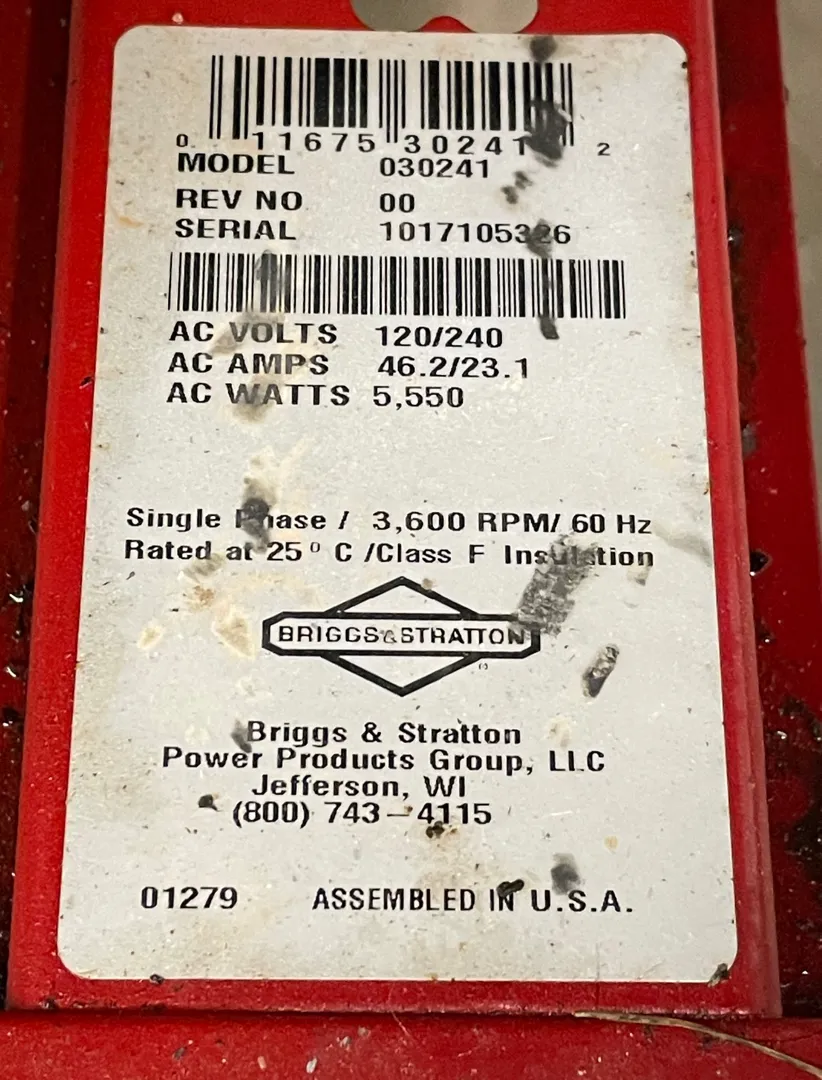 0 11675 30241 2
MODEL 030241
REV NO 00
SERIAL 1017105326
AC VOLTS 120/240
AC AMPS 46.2/23.1
AC WATTS 5,550
Single Phase / 3,600 RPM/ 60 Hz
Rated at 25° C /Class F Insulation
BRIGGS&STRATTON
Briggs & Stratton
Power Products Group, LLC
Jefferson, WI
(800) 743-4115
01279 ASSEMBLED IN U.S.A.